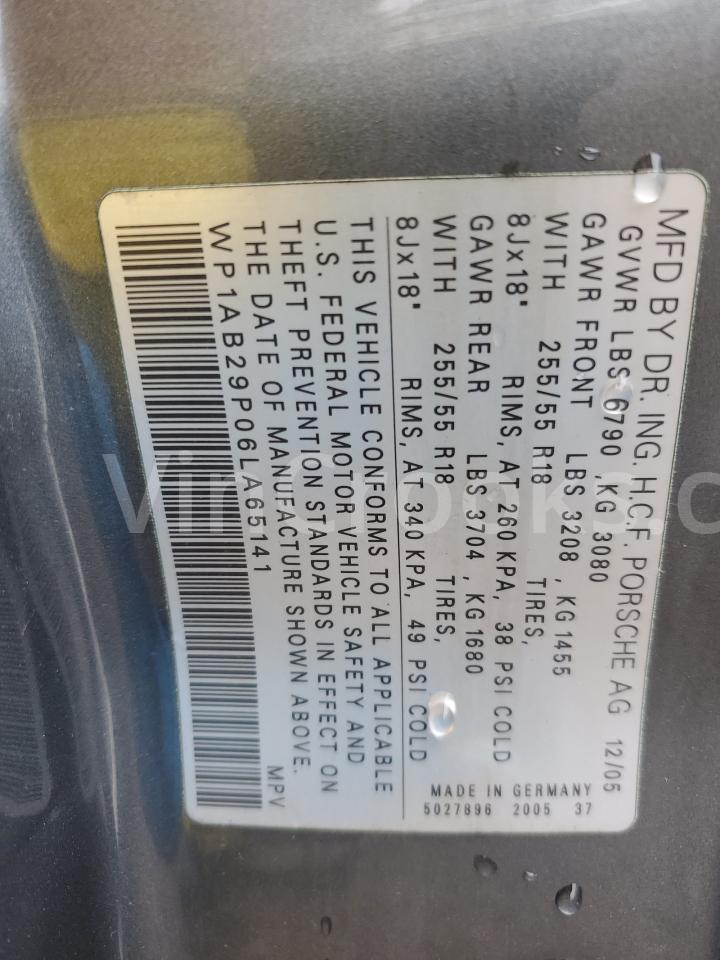 MFD BY DR. ING. H.C.F. PORSCHE AG 12/05
GVWR LBS 6790 ,KG 3080
GAWR FRONT LBS 3208 , KG 1455
WITH 255/55 R18 TIRES,
8Jx18" RIMS, AT 260 KPA, 38 PSI COLD
GAWR REAR LBS 3704 , KG 1680
WITH 255/55 R18 TIRES,
8Jx18" RIMS, AT 340 KPA, 49 PSI COLD
MADE IN GERMANY
5027896 2005 37
THIS VEHICLE CONFORMS TO ALL APPLICABLE
U.S. FEDERAL MOTOR VEHICLE SAFETY AND
THEFT PREVENTION STANDARDS IN EFFECT ON
THE DATE OF MANUFACTURE SHOWN ABOVE.
WP1AB29P06LA65141 MPV